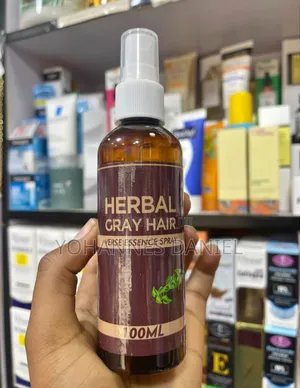 HERBAL
GRAY HAIR
VERSE ESSENCE SPRAY
YOHANNES DANIEL
100ML